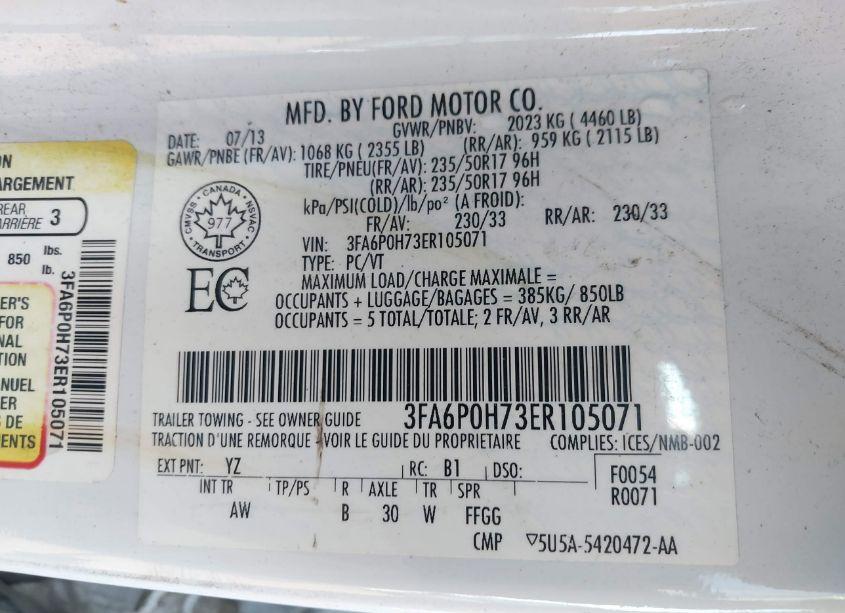 MFD. BY FORD MOTOR CO.
DATE: 07/13 GVWR/PNBV: 2023 KG ( 4460 LB)
GAWR/PNBE (FR/AV): 1068 KG ( 2355 LB) (RR/AR): 959 KG ( 2115 LB)
TIRE/PNEU(FR/AV): 235/50R17 96H
(RR/AR): 235/50R17 96H
kPa/PSI(COLD)/lb/po² (A FROID):
FR/AV: 230/33 RR/AR: 230/33
VIN: 3FA6P0H73ER105071
TYPE: PC/VT
MAXIMUM LOAD/CHARGE MAXIMALE =
OCCUPANTS + LUGGAGE/BAGAGES = 385KG/ 850LB
OCCUPANTS = 5 TOTAL/TOTALE; 2 FR/AV, 3 RR/AR
CANADA
CMVSS NSVAC
977
TRANSPORT
EC
TRAILER TOWING - SEE OWNER GUIDE 3FA6P0H73ER105071
TRACTION D'UNE REMORQUE - VOIR LE GUIDE DU PROPRIETAIRE COMPLIES: ICES/NMB-002
EXT PNT: YZ RC: B1 DSO: F0054
R0071
INT TR TP/PS R AXLE TR SPR
AW B 30 W FFGG
CMP ▽5U5A-5420472-AA
ON
ARGEMENT
REAR
ARRIÈRE 3
850 lbs.
lb.
3FA6P0H73ER105071
ER'S
FOR
NAL
TION
ANUEL
ER
S DE
MENTS